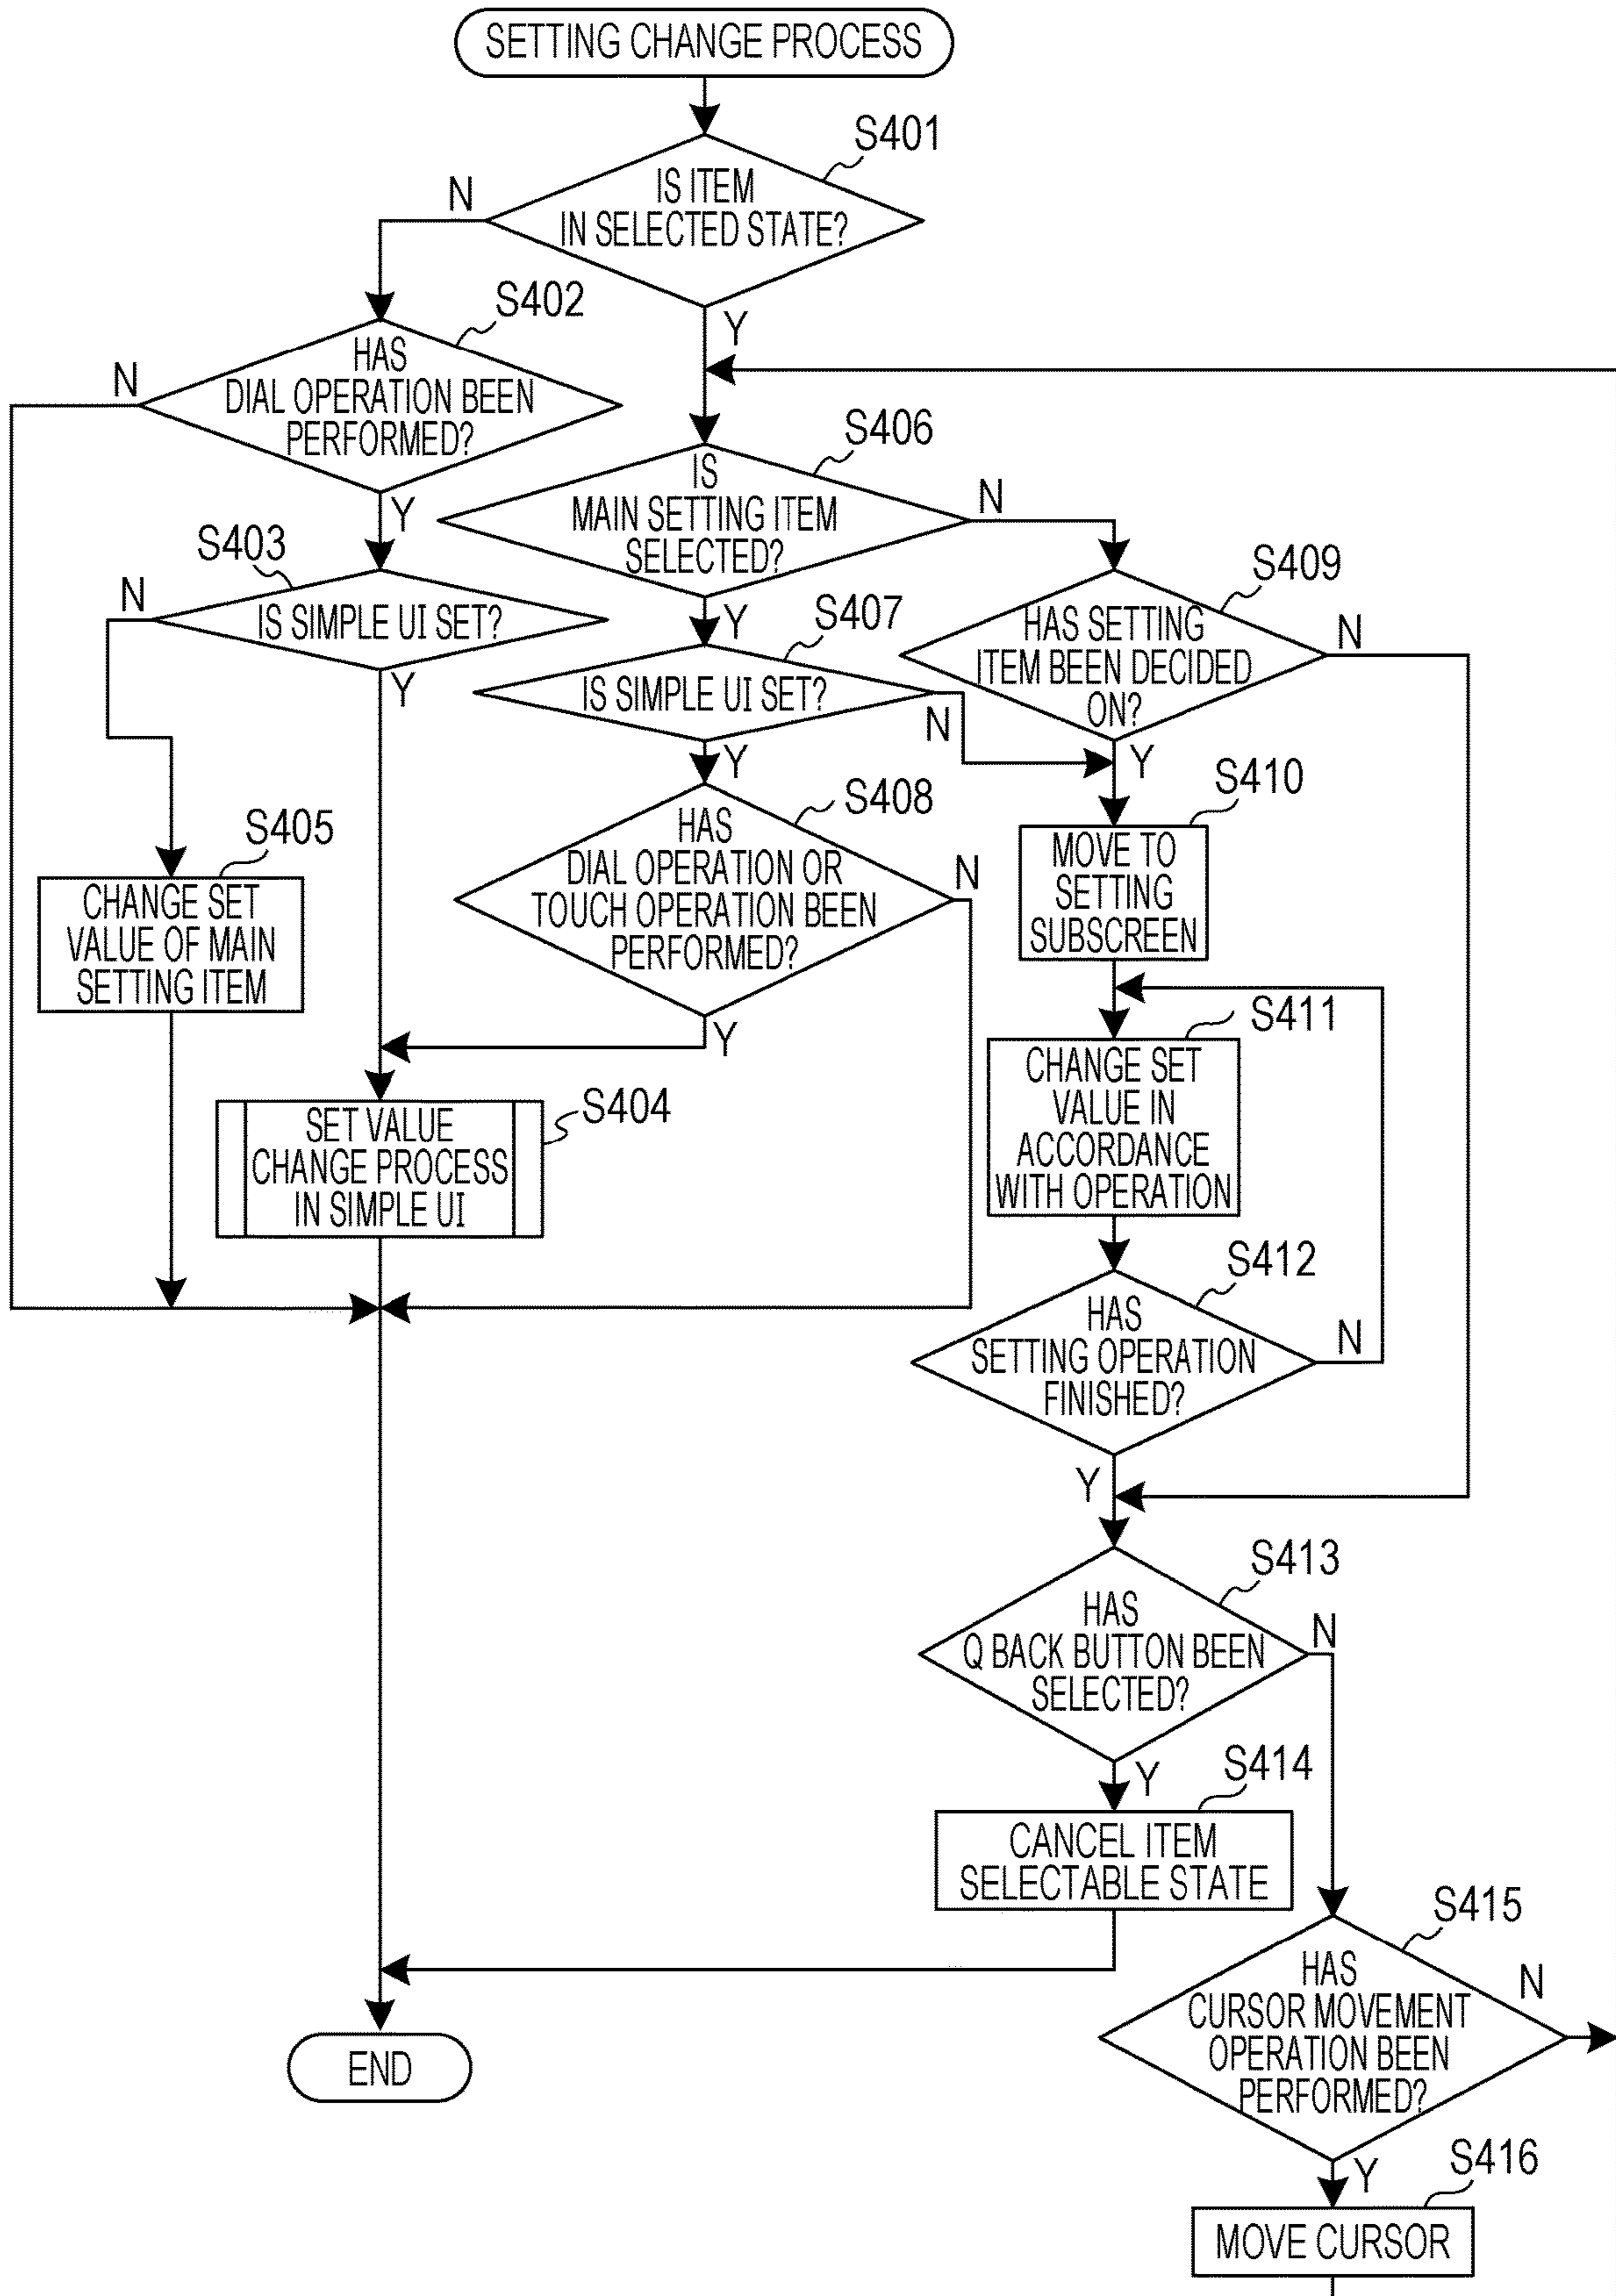 SETTING CHANGE PROCESS
S401
IS ITEM
IN SELECTED STATE?
N
Y
S402
HAS
DIAL OPERATION BEEN
PERFORMED?
N
Y
S406
IS
MAIN SETTING ITEM
SELECTED?
N
Y
S403
IS SIMPLE UI SET?
N
Y
S407
IS SIMPLE UI SET?
N
Y
S409
HAS SETTING
ITEM BEEN DECIDED
ON?
N
Y
S408
HAS
DIAL OPERATION OR
TOUCH OPERATION BEEN
PERFORMED?
N
Y
S410
MOVE TO
SETTING
SUBSCREEN
S405
CHANGE SET
VALUE OF MAIN
SETTING ITEM
S411
CHANGE SET
VALUE IN
ACCORDANCE
WITH OPERATION
S404
SET VALUE
CHANGE PROCESS
IN SIMPLE UI
S412
HAS
SETTING OPERATION
FINISHED?
N
Y
S413
HAS
Q BACK BUTTON BEEN
SELECTED?
N
Y
S414
CANCEL ITEM
SELECTABLE STATE
S415
HAS
CURSOR MOVEMENT
OPERATION BEEN
PERFORMED?
N
Y
END
S416
MOVE CURSOR